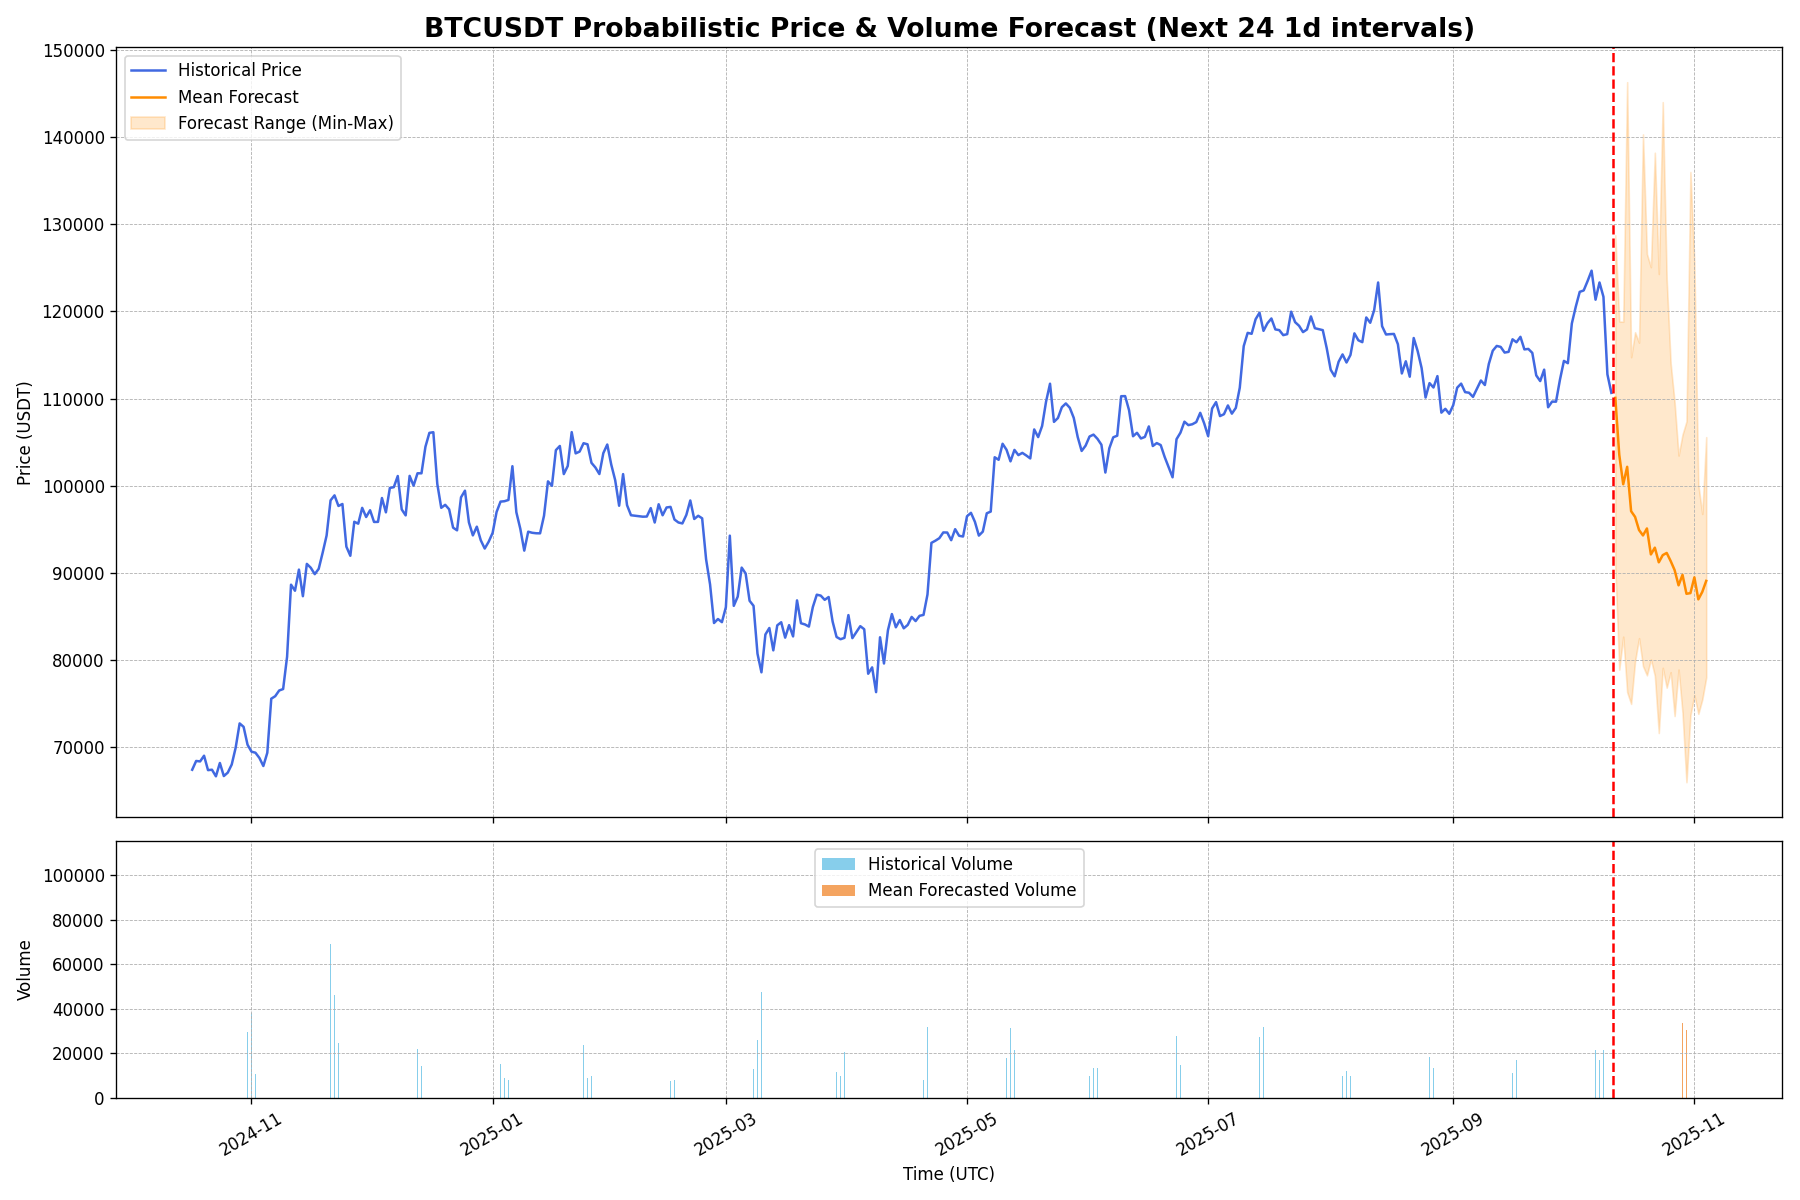 BTCUSDT Probabilistic Price & Volume Forecast (Next 24 1d intervals)
Historical Price
Mean Forecast
Forecast Range (Min-Max)
Price (USDT)
150000
140000
130000
120000
110000
100000
90000
80000
70000
Historical Volume
Mean Forecasted Volume
Volume
100000
80000
60000
40000
20000
0
2024-11
2025-01
2025-03
2025-05
2025-07
2025-09
2025-11
Time (UTC)